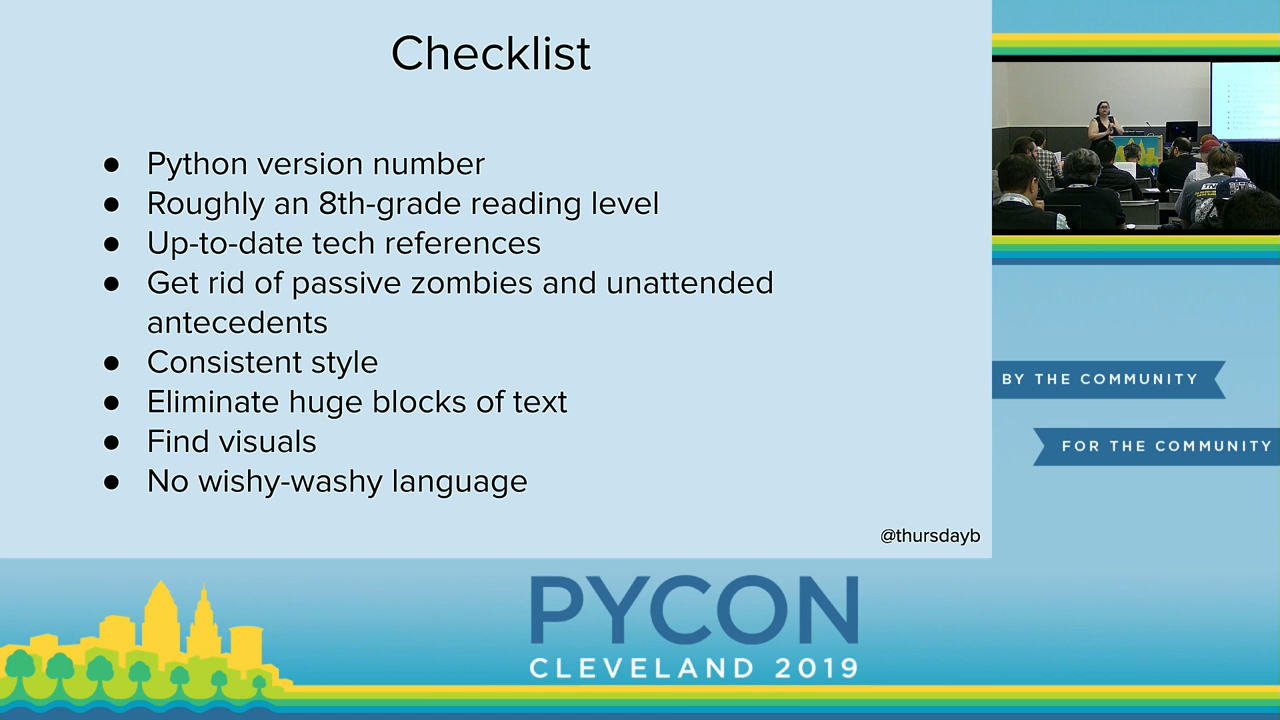 Checklist
● Python version number
● Roughly an 8th-grade reading level
● Up-to-date tech references
● Get rid of passive zombies and unattended
antecedents
● Consistent style
● Eliminate huge blocks of text
● Find visuals
● No wishy-washy language
@thursdayb
BY THE COMMUNITY
FOR THE COMMUNITY
PYCON
CLEVELAND 2019